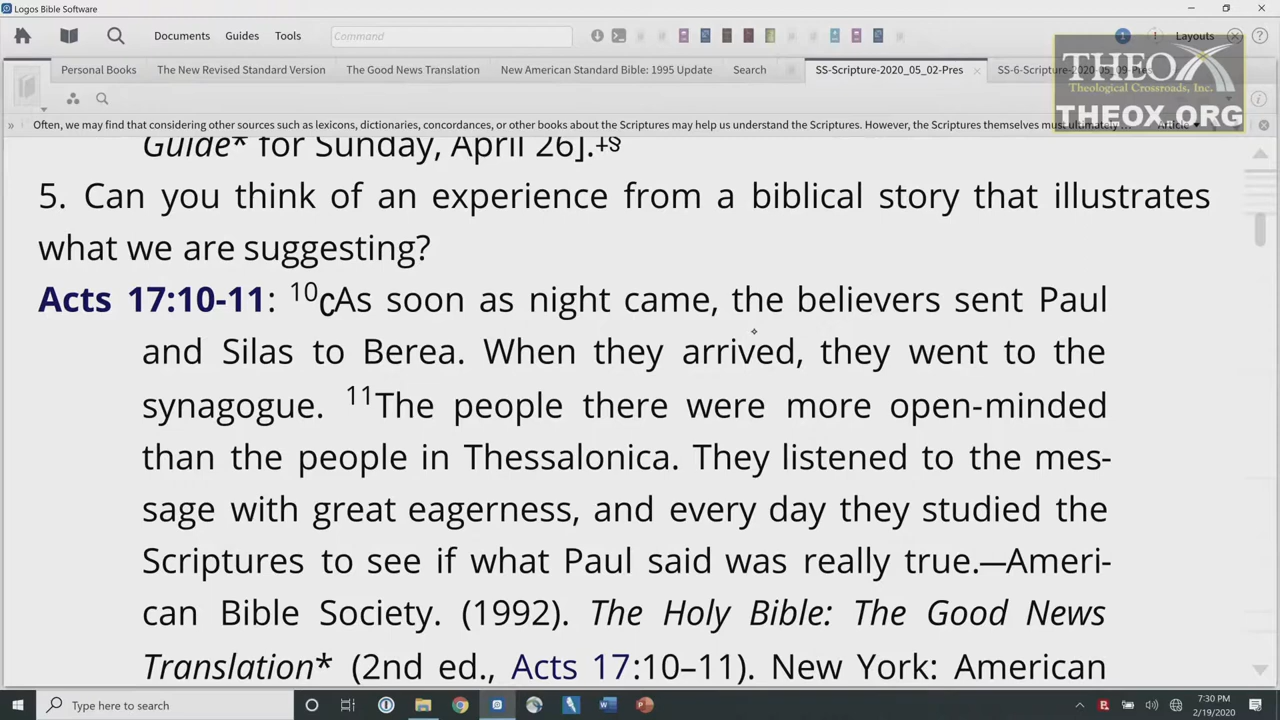 Logos Bible Software
Documents Guides Tools Command Layouts
Personal Books The New Revised Standard Version The Good News Translation New American Standard Bible: 1995 Update Search SS-Scripture-2020_05_02-Pres SS-6-Scripture-2020-05_09-Pres
THEOX
Theological Crossroads, Inc.
THEOX.ORG
Often, we may find that considering other sources such as lexicons, dictionaries, concordances, or other books about the Scriptures may help us understand the Scriptures. However, the Scriptures themselves must ultimately ... Article
Guide* for Sunday, April 26].+§
5. Can you think of an experience from a biblical story that illustrates
what we are suggesting?
Acts 17:10-11: 10çAs soon as night came, the believers sent Paul
and Silas to Berea. When they arrived, they went to the
synagogue. 11The people there were more open-minded
than the people in Thessalonica. They listened to the mes-
sage with great eagerness, and every day they studied the
Scriptures to see if what Paul said was really true.—Ameri-
can Bible Society. (1992). The Holy Bible: The Good News
Translation* (2nd ed., Acts 17:10–11). New York: American
Type here to search
7:30 PM
2/19/2020